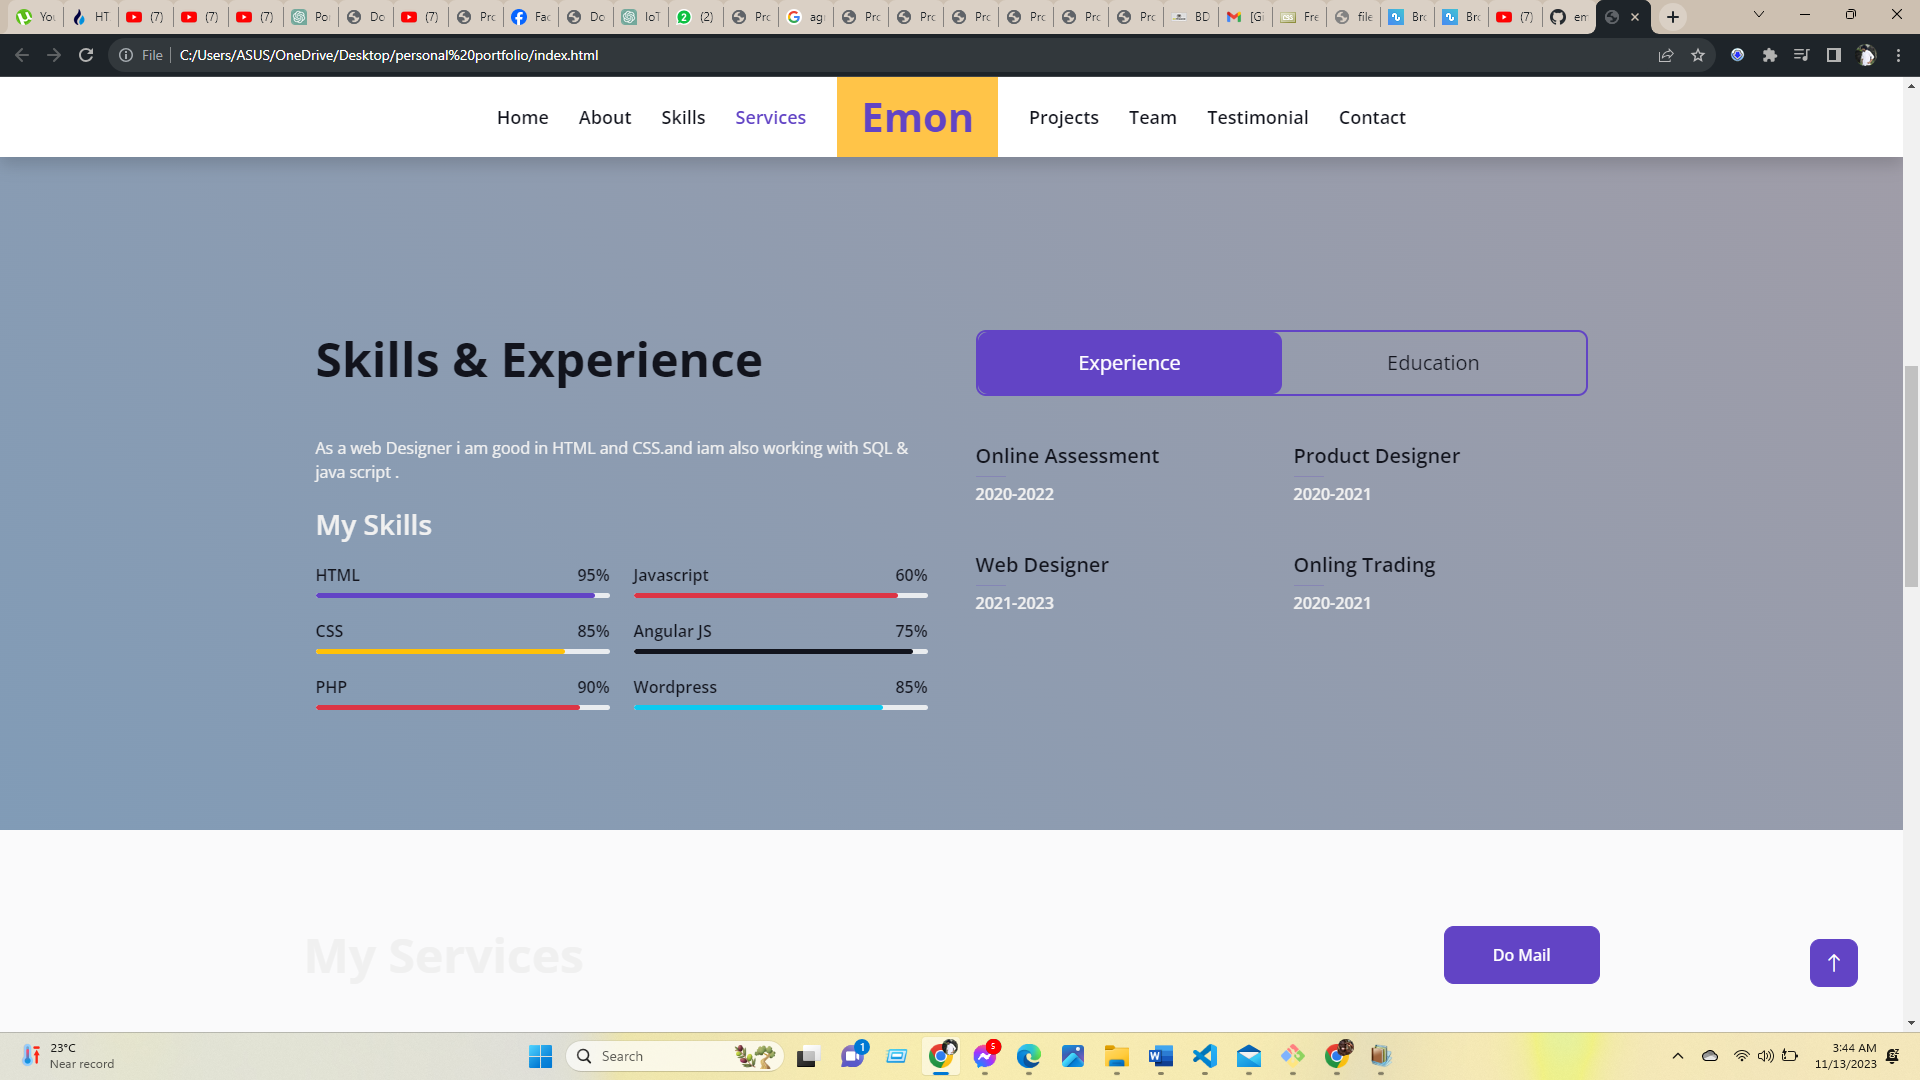 You
HT
(7)
(7)
(7)
Po
Do
(7)
Pro
Fac
Do
IoT
(2)
Pro
ag
Pro
Pro
Pro
Pro
Pro
Pro
BD
[Gi
Fre
file
Bro
Bro
(7)
em
File
C:/Users/ASUS/OneDrive/Desktop/personal%20portfolio/index.html
Home About Skills Services Emon Projects Team Testimonial Contact
Skills & Experience
As a web Designer i am good in HTML and CSS.and iam also working with SQL &
java script .
My Skills
HTML 95%
Javascript 60%
CSS 85%
Angular JS 75%
PHP 90%
Wordpress 85%
Experience Education
Online Assessment
2020-2022
Product Designer
2020-2021
Web Designer
2021-2023
Onling Trading
2020-2021
My Services
Do Mail
23°C
Near record
Search
1
5
3:44 AM
11/13/2023